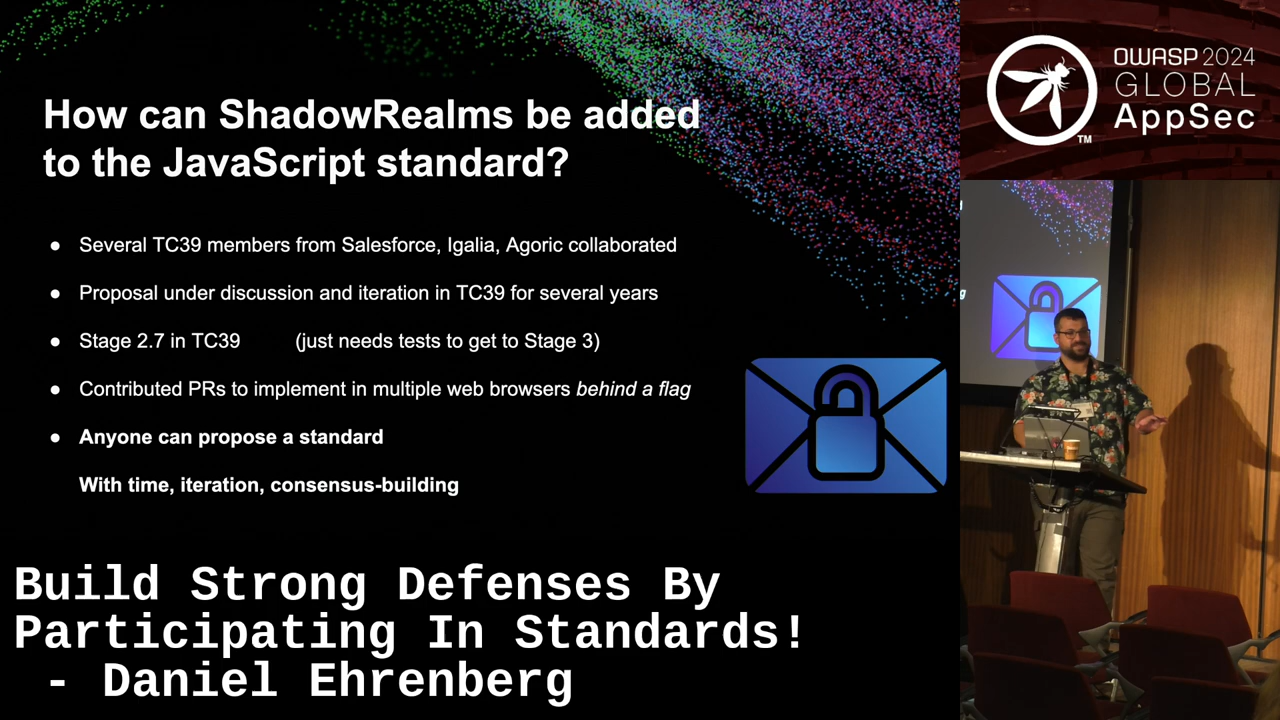 How can ShadowRealms be added
to the JavaScript standard?
● Several TC39 members from Salesforce, Igalia, Agoric collaborated
● Proposal under discussion and iteration in TC39 for several years
● Stage 2.7 in TC39 (just needs tests to get to Stage 3)
● Contributed PRs to implement in multiple web browsers behind a flag
● Anyone can propose a standard
With time, iteration, consensus-building
Build Strong Defenses By
Participating In Standards!
- Daniel Ehrenberg
OWASP 2024
GLOBAL
AppSec
TM